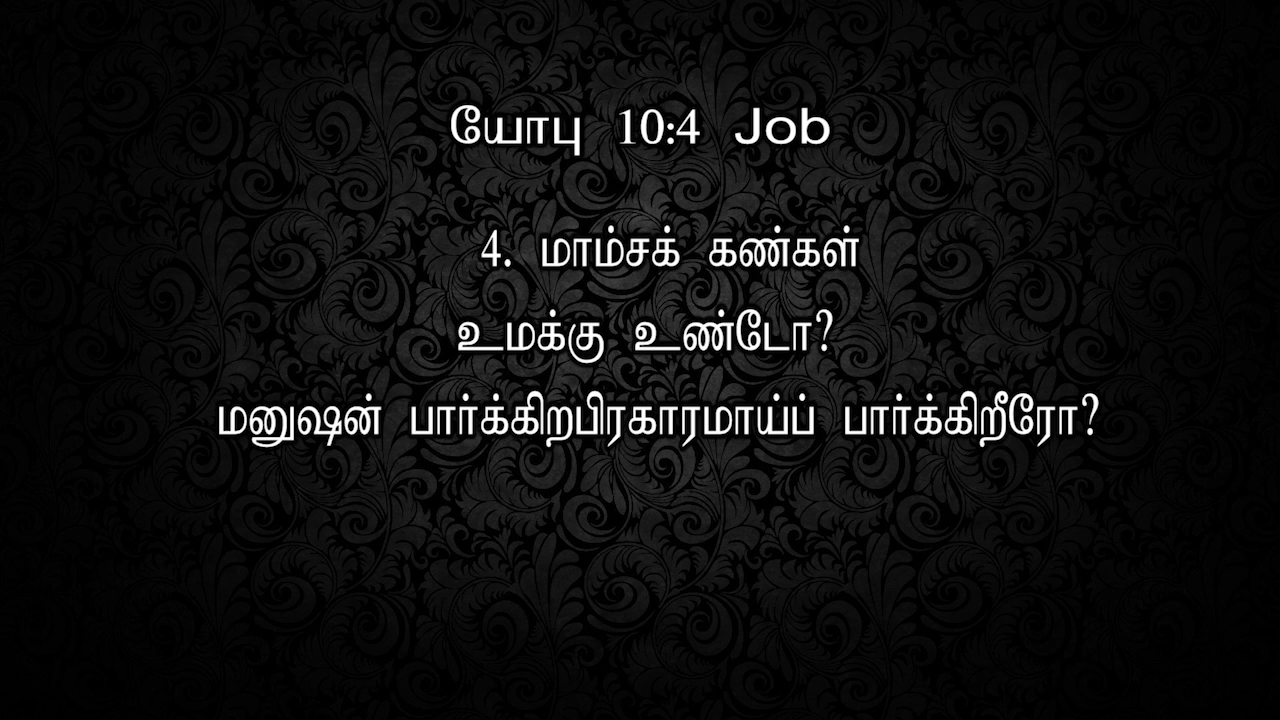 யோபு 10:4 Job
4. மாம்சக் கண்கள்
உமக்கு உண்டோ?
மனுஷன் பார்க்கிறபிரகாரமாய்ப் பார்க்கிறீரோ?